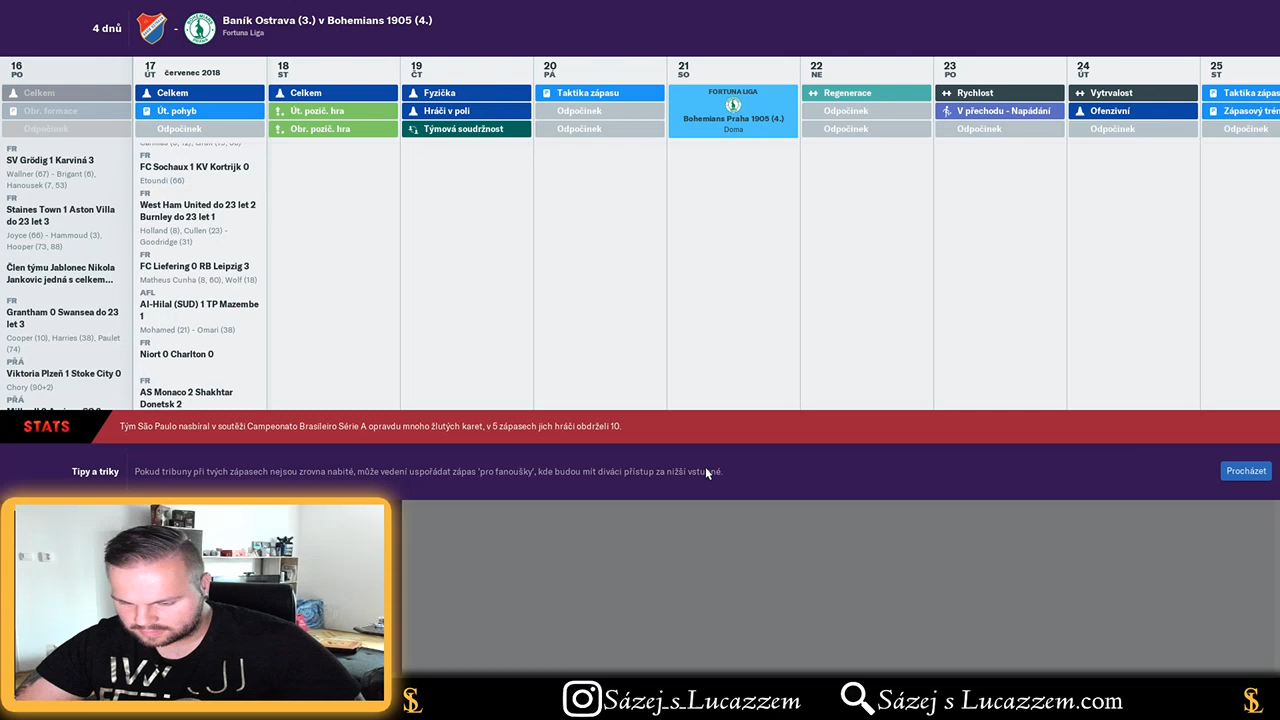 4 dnů
-
Baník Ostrava (3.) v Bohemians 1905 (4.)
Fortuna Liga
16
PO
17
ÚT červenec 2018
18
ST
19
ČT
20
PÁ
21
SO
22
NE
23
PO
24
ÚT
25
ST
Celkem
Obr. formace
Odpočinek
Celkem
Út. pohyb
Odpočinek
Celkem
Út. pozič. hra
Obr. pozič. hra
Fyzička
Hráči v poli
Týmová soudržnost
Taktika zápasu
Odpočinek
Odpočinek
FORTUNA LIGA
Bohemians Praha 1905 (4.)
Doma
Regenerace
Odpočinek
Odpočinek
Rychlost
V přechodu - Napádání
Odpočinek
Vytrvalost
Ofenzivní
Odpočinek
Taktika zápas
Zápasový trén
Odpočinek
FR
SV Grödig 1 Karviná 3
Wallner (67) - Brigant (6),
Hanousek (7, 53)
FR
Staines Town 1 Aston Villa
do 23 let 3
Joyce (66) - Hammoud (3),
Hooper (73, 88)
Člen týmu Jablonec Nikola
Jankovic jedná s celkem...
FR
Grantham 0 Swansea do 23
let 3
Cooper (10), Harries (38), Paulet
(74)
PŘÁ
Viktoria Plzeň 1 Stoke City 0
Chory (90+2)
PŘÁ
FR
FC Sochaux 1 KV Kortrijk 0
Etoundi (66)
FR
West Ham United do 23 let 2
Burnley do 23 let 1
Holland (8), Cullen (23) -
Goodridge (31)
FR
FC Liefering 0 RB Leipzig 3
Matheus Cunha (8, 60), Wolf (18)
AFL
Al-Hilal (SUD) 1 TP Mazembe
1
Mohamed (21) - Omari (38)
FR
Niort 0 Charlton 0
FR
AS Monaco 2 Shakhtar
Donetsk 2
STATS
Tým São Paulo nasbíral v soutěži Campeonato Brasileiro Série A opravdu mnoho žlutých karet, v 5 zápasech jich hráči obdrželi 10.
Tipy a triky
Pokud tribuny při tvých zápasech nejsou zrovna nabité, může vedení uspořádat zápas 'pro fanoušky', kde budou mít diváci přístup za nižší vstupné.
Procházet
Sázej_s_Lucazzem
Sázej s Lucazzem.com